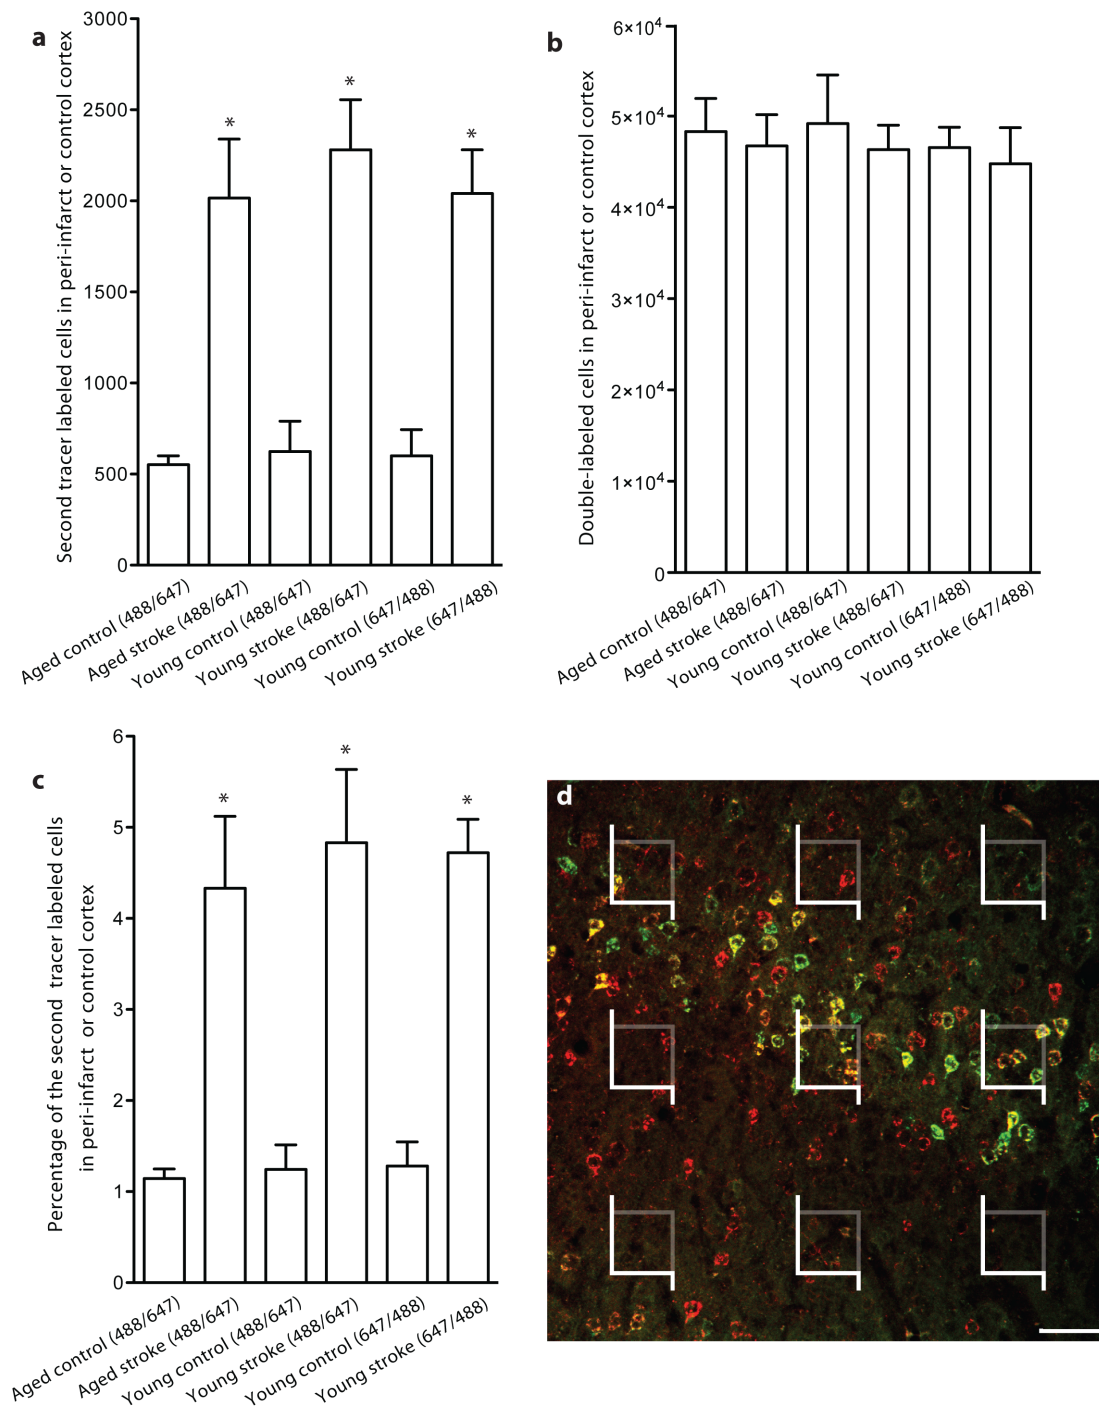 a
Second tracer labeled cells in peri-infarct or control cortex
3000
2500
2000
1500
1000
500
0
*
*
*
Aged control (488/647)
Aged stroke (488/647)
Young control (488/647)
Young stroke (488/647)
Young control (647/488)
Young stroke (647/488)
b
Double-labeled cells in peri-infarct or control cortex
6×10⁴
5×10⁴
4×10⁴
3×10⁴
2×10⁴
1×10⁴
0
Aged control (488/647)
Aged stroke (488/647)
Young control (488/647)
Young stroke (488/647)
Young control (647/488)
Young stroke (647/488)
c
Percentage of the second tracer labeled cells
in peri-infarct or control cortex
6
5
4
3
2
1
0
*
*
*
Aged control (488/647)
Aged stroke (488/647)
Young control (488/647)
Young stroke (488/647)
Young control (647/488)
Young stroke (647/488)
d